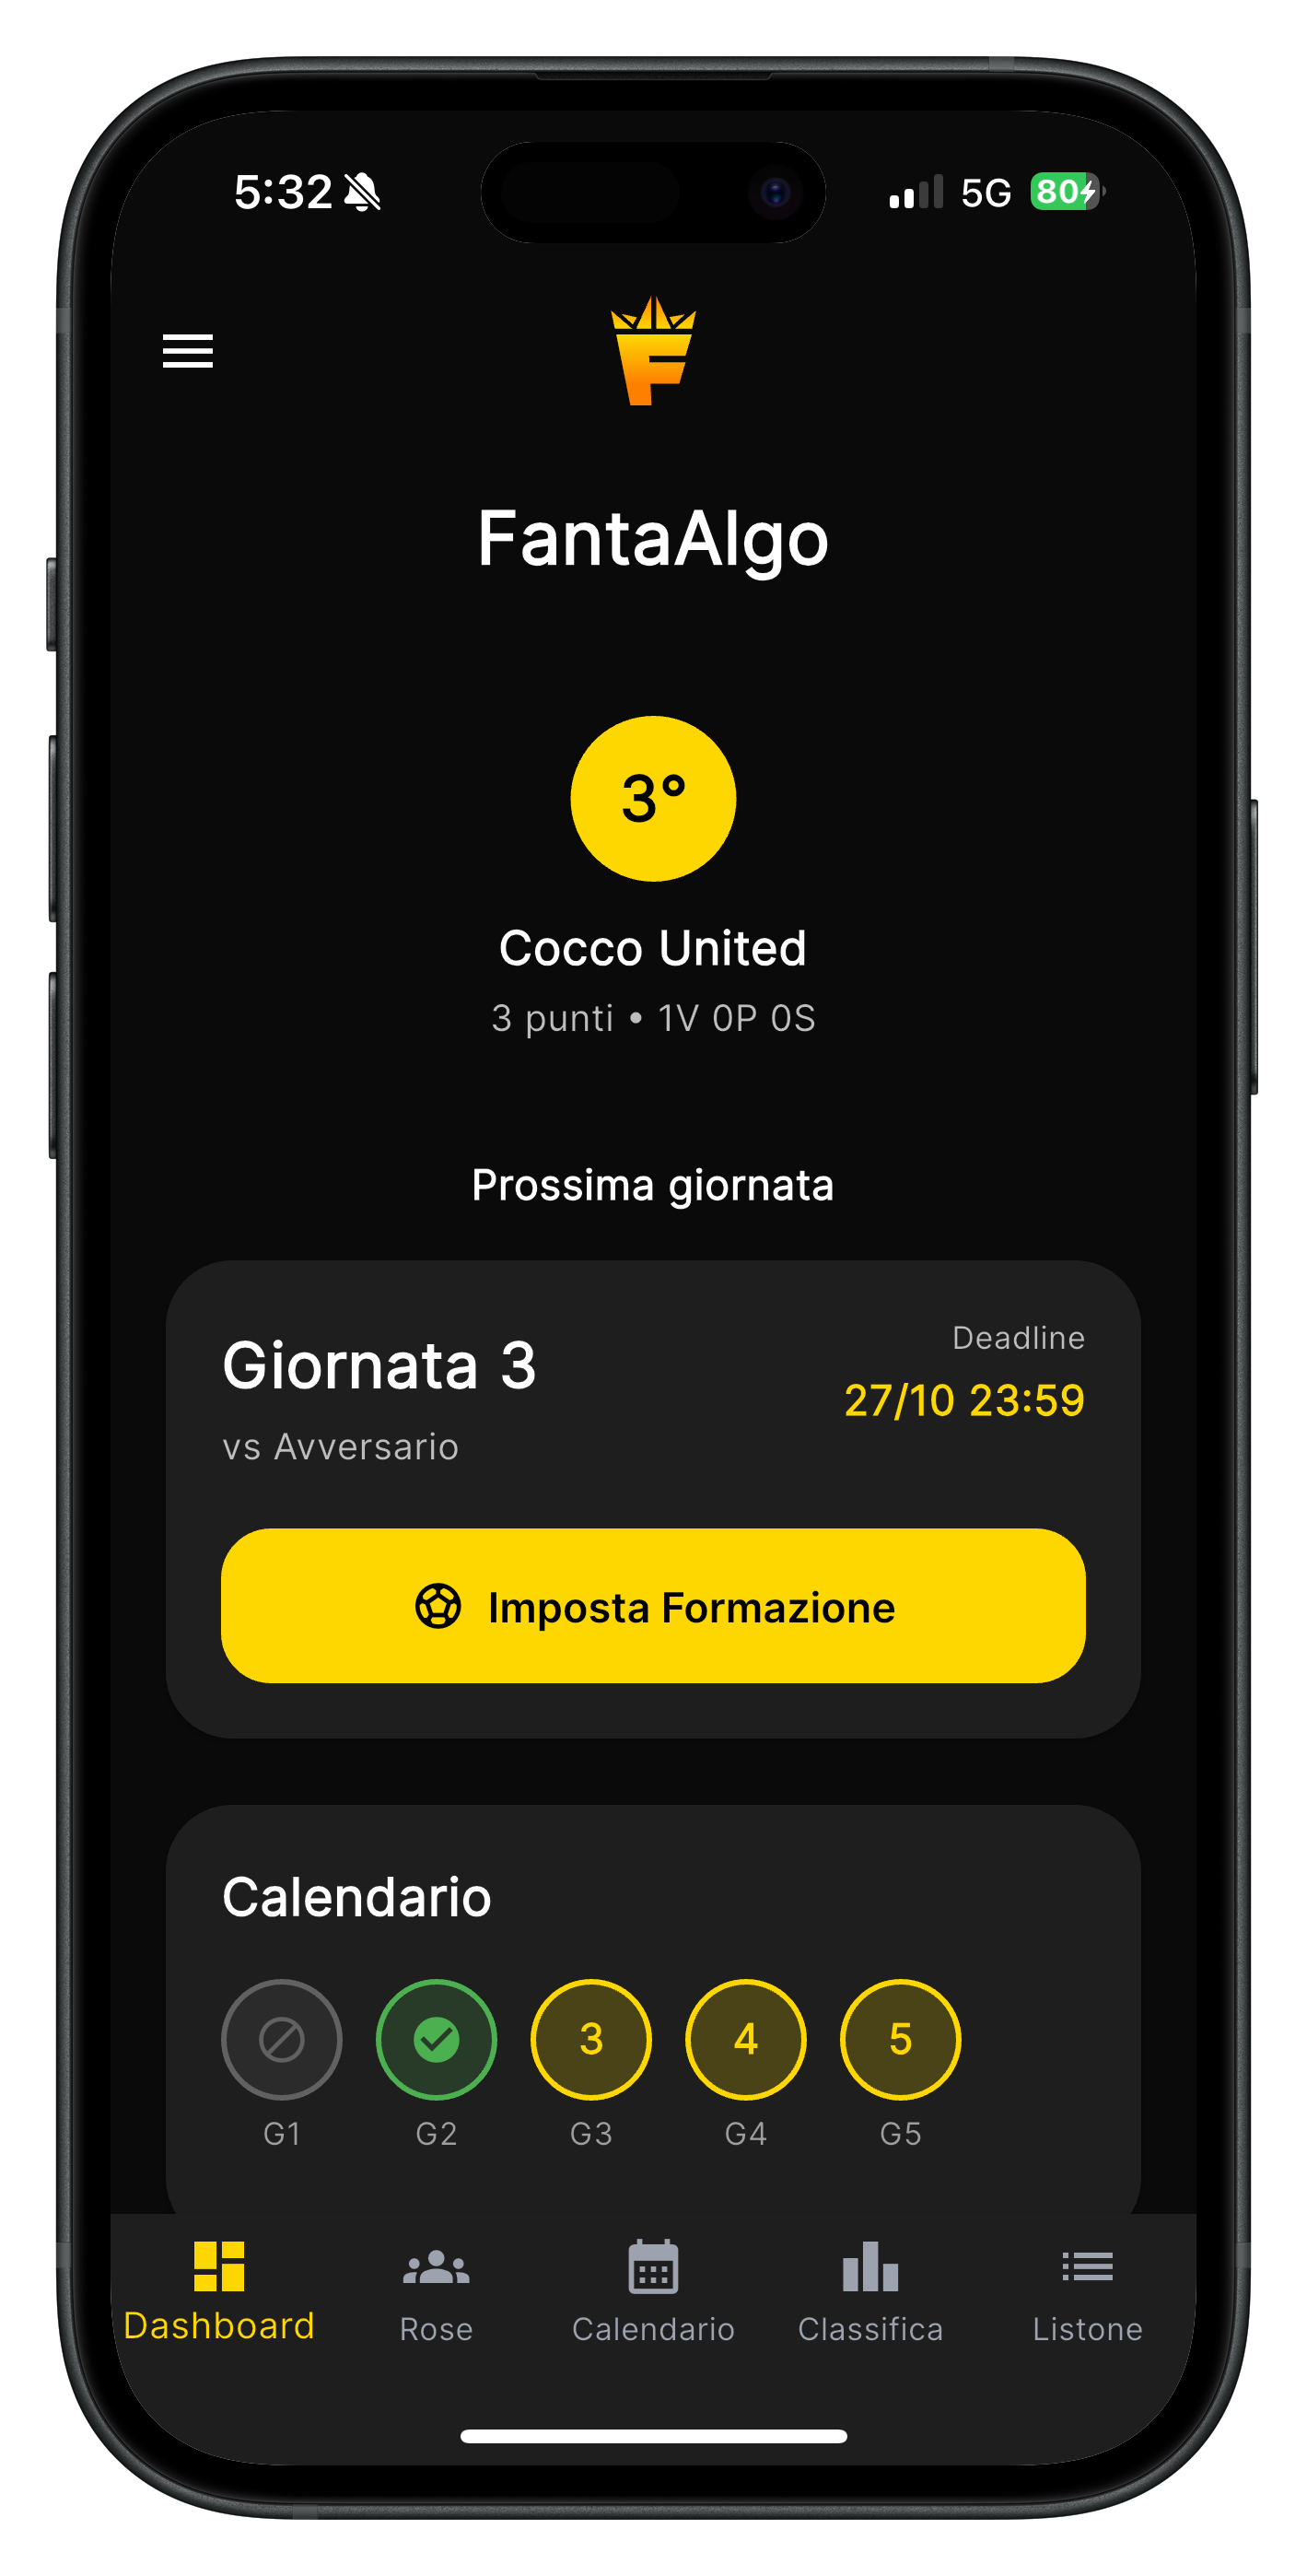 5:32 5G 80
F
FantaAlgo
3°
Cocco United
3 punti • 1V 0P 0S
Prossima giornata
Giornata 3
Deadline
27/10 23:59
vs Avversario
Imposta Formazione
Calendario
3 4 5
G1 G2 G3 G4 G5
Dashboard Rose Calendario Classifica Listone